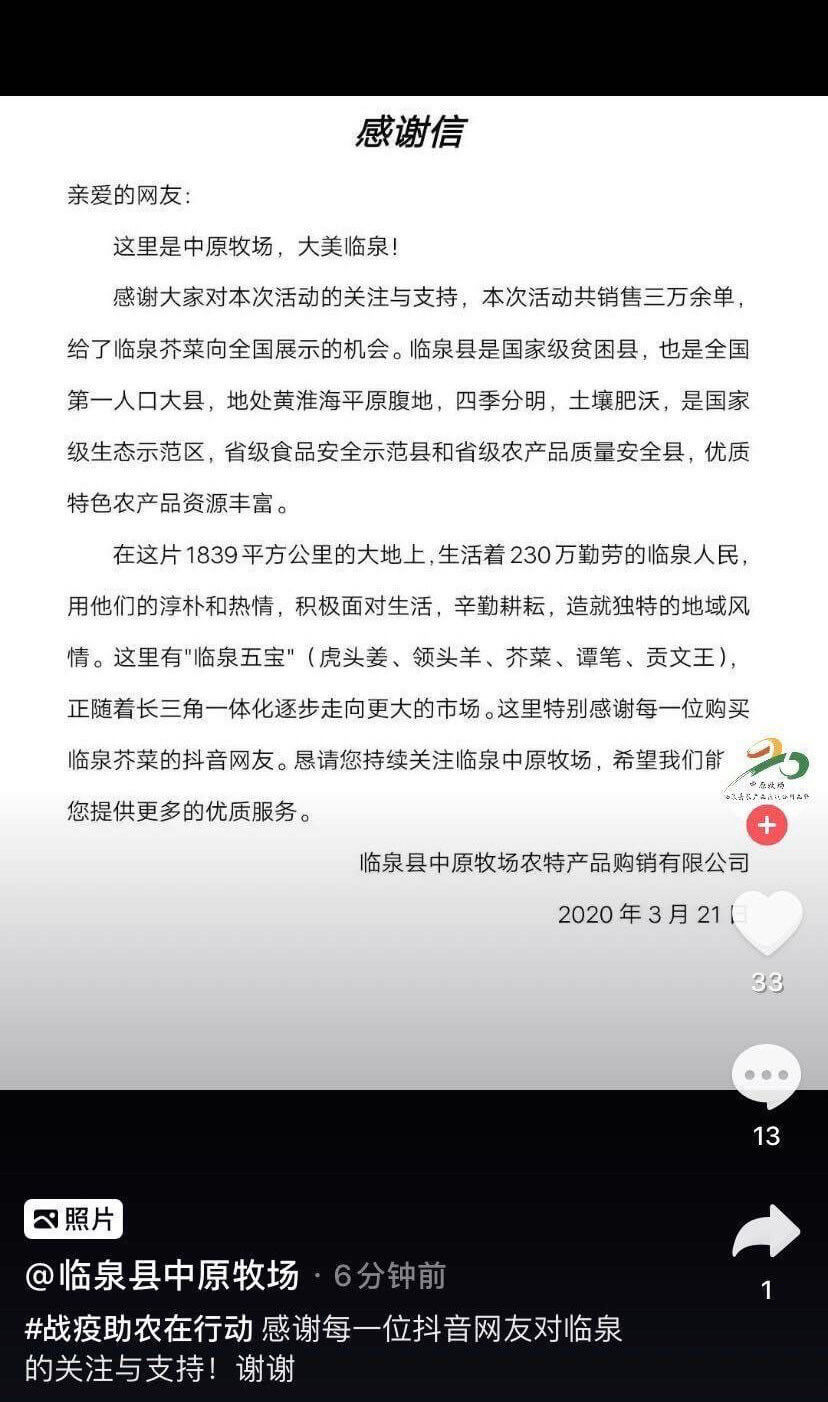 感谢信
亲爱的网友：
这里是中原牧场，大美临泉！
感谢大家对本次活动的关注与支持，本次活动共销售三万余单，
给了临泉芥菜向全国展示的机会。临泉县是国家级贫困县，也是全国
第一人口大县，地处黄淮海平原腹地，四季分明，土壤肥沃，是国家
级生态示范区，省级食品安全示范县和省级农产品质量安全县，优质
特色农产品资源丰富。
在这片1839平方公里的大地上，生活着230万勤劳的临泉人民，
用他们的淳朴和热情，积极面对生活，辛勤耕耘，造就独特的地域风
情。这里有"临泉五宝"（虎头姜、领头羊、芥菜、谭笔、贡文王），
正随着长三角一体化逐步走向更大的市场。这里特别感谢每一位购买
临泉芥菜的抖音网友。恳请您持续关注临泉中原牧场，希望我们能
您提供更多的优质服务。
中原牧场
临泉县中原牧场农特产品购销有限公司
2020年3月21日
33
13
1
照片
@临泉县中原牧场 · 6分钟前
#战疫助农在行动 感谢每一位抖音网友对临泉
的关注与支持！谢谢